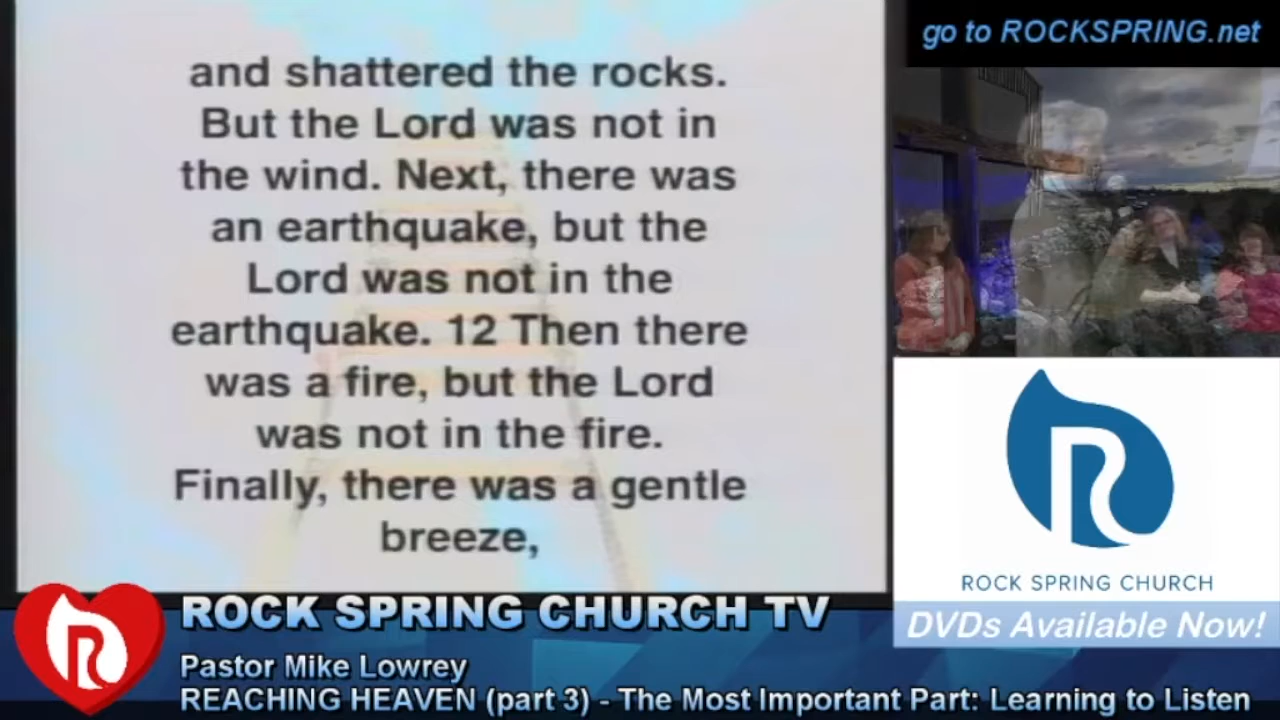 and shattered the rocks.
But the Lord was not in
the wind. Next, there was
an earthquake, but the
Lord was not in the
earthquake. 12 Then there
was a fire, but the Lord
was not in the fire.
Finally, there was a gentle
breeze,
go to ROCKSPRING.net
R
ROCK SPRING CHURCH
DVDs Available Now!
R
ROCK SPRING CHURCH TV
Pastor Mike Lowrey
REACHING HEAVEN (part 3) - The Most Important Part: Learning to Listen